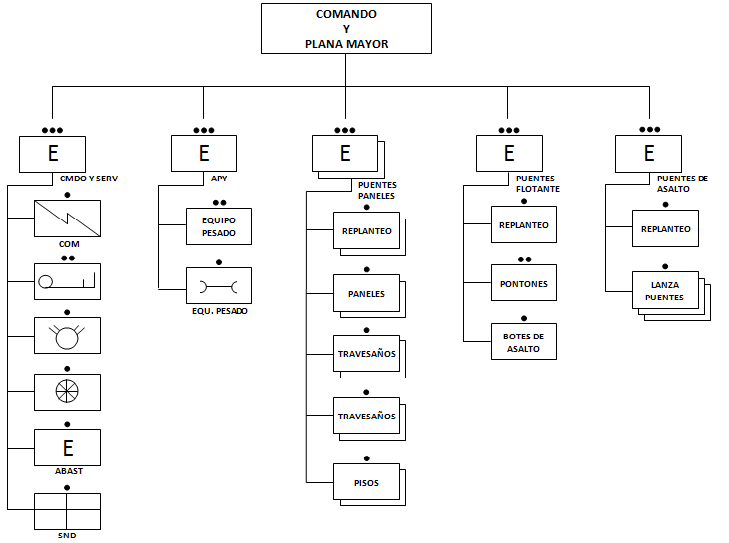 COMANDO
Y
PLANA MAYOR
E
CMDO Y SERV
COM
E
ABAST
SND
E
APY
EQUIPO
PESADO
EQU. PESADO
E
PUENTES
PANELES
REPLANTEO
PANELES
TRAVESAÑOS
TRAVESAÑOS
PISOS
E
PUENTES
FLOTANTE
REPLANTEO
PONTONES
BOTES DE
ASALTO
E
PUENTES DE
ASALTO
REPLANTEO
LANZA
PUENTES